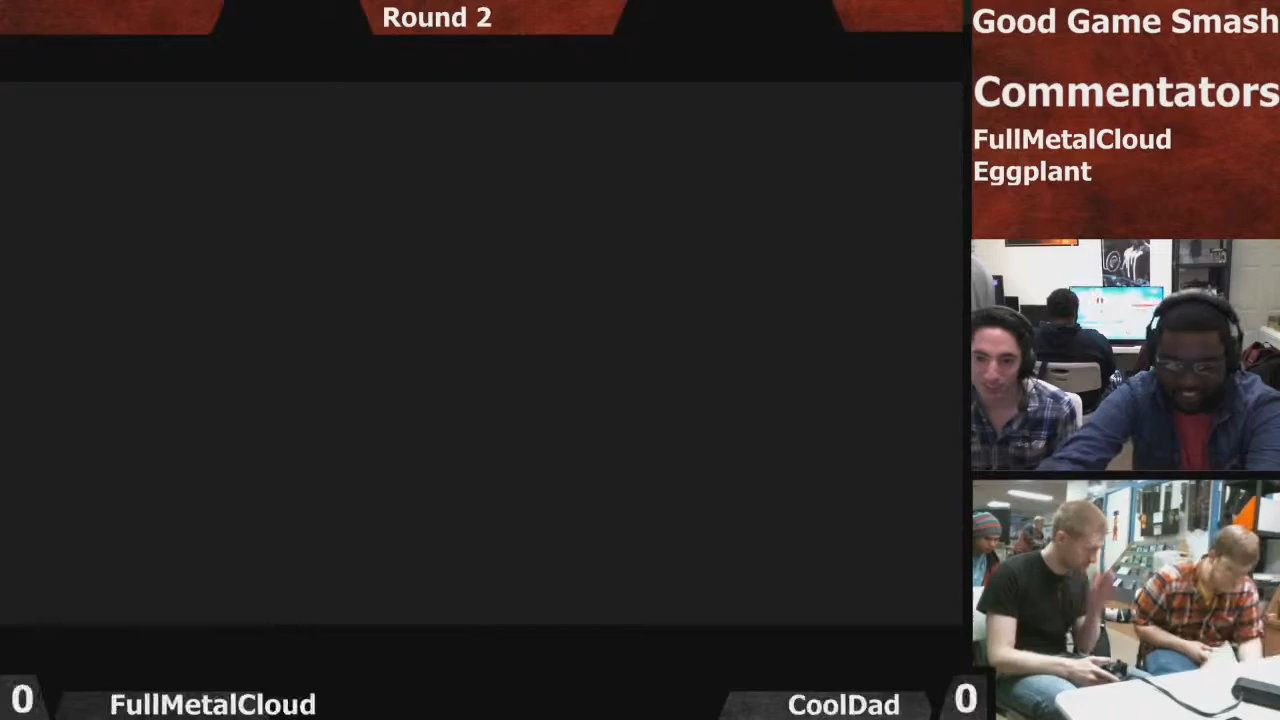 Round 2
Good Game Smash
Commentators
FullMetalCloud
Eggplant
0 FullMetalCloud
CoolDad 0